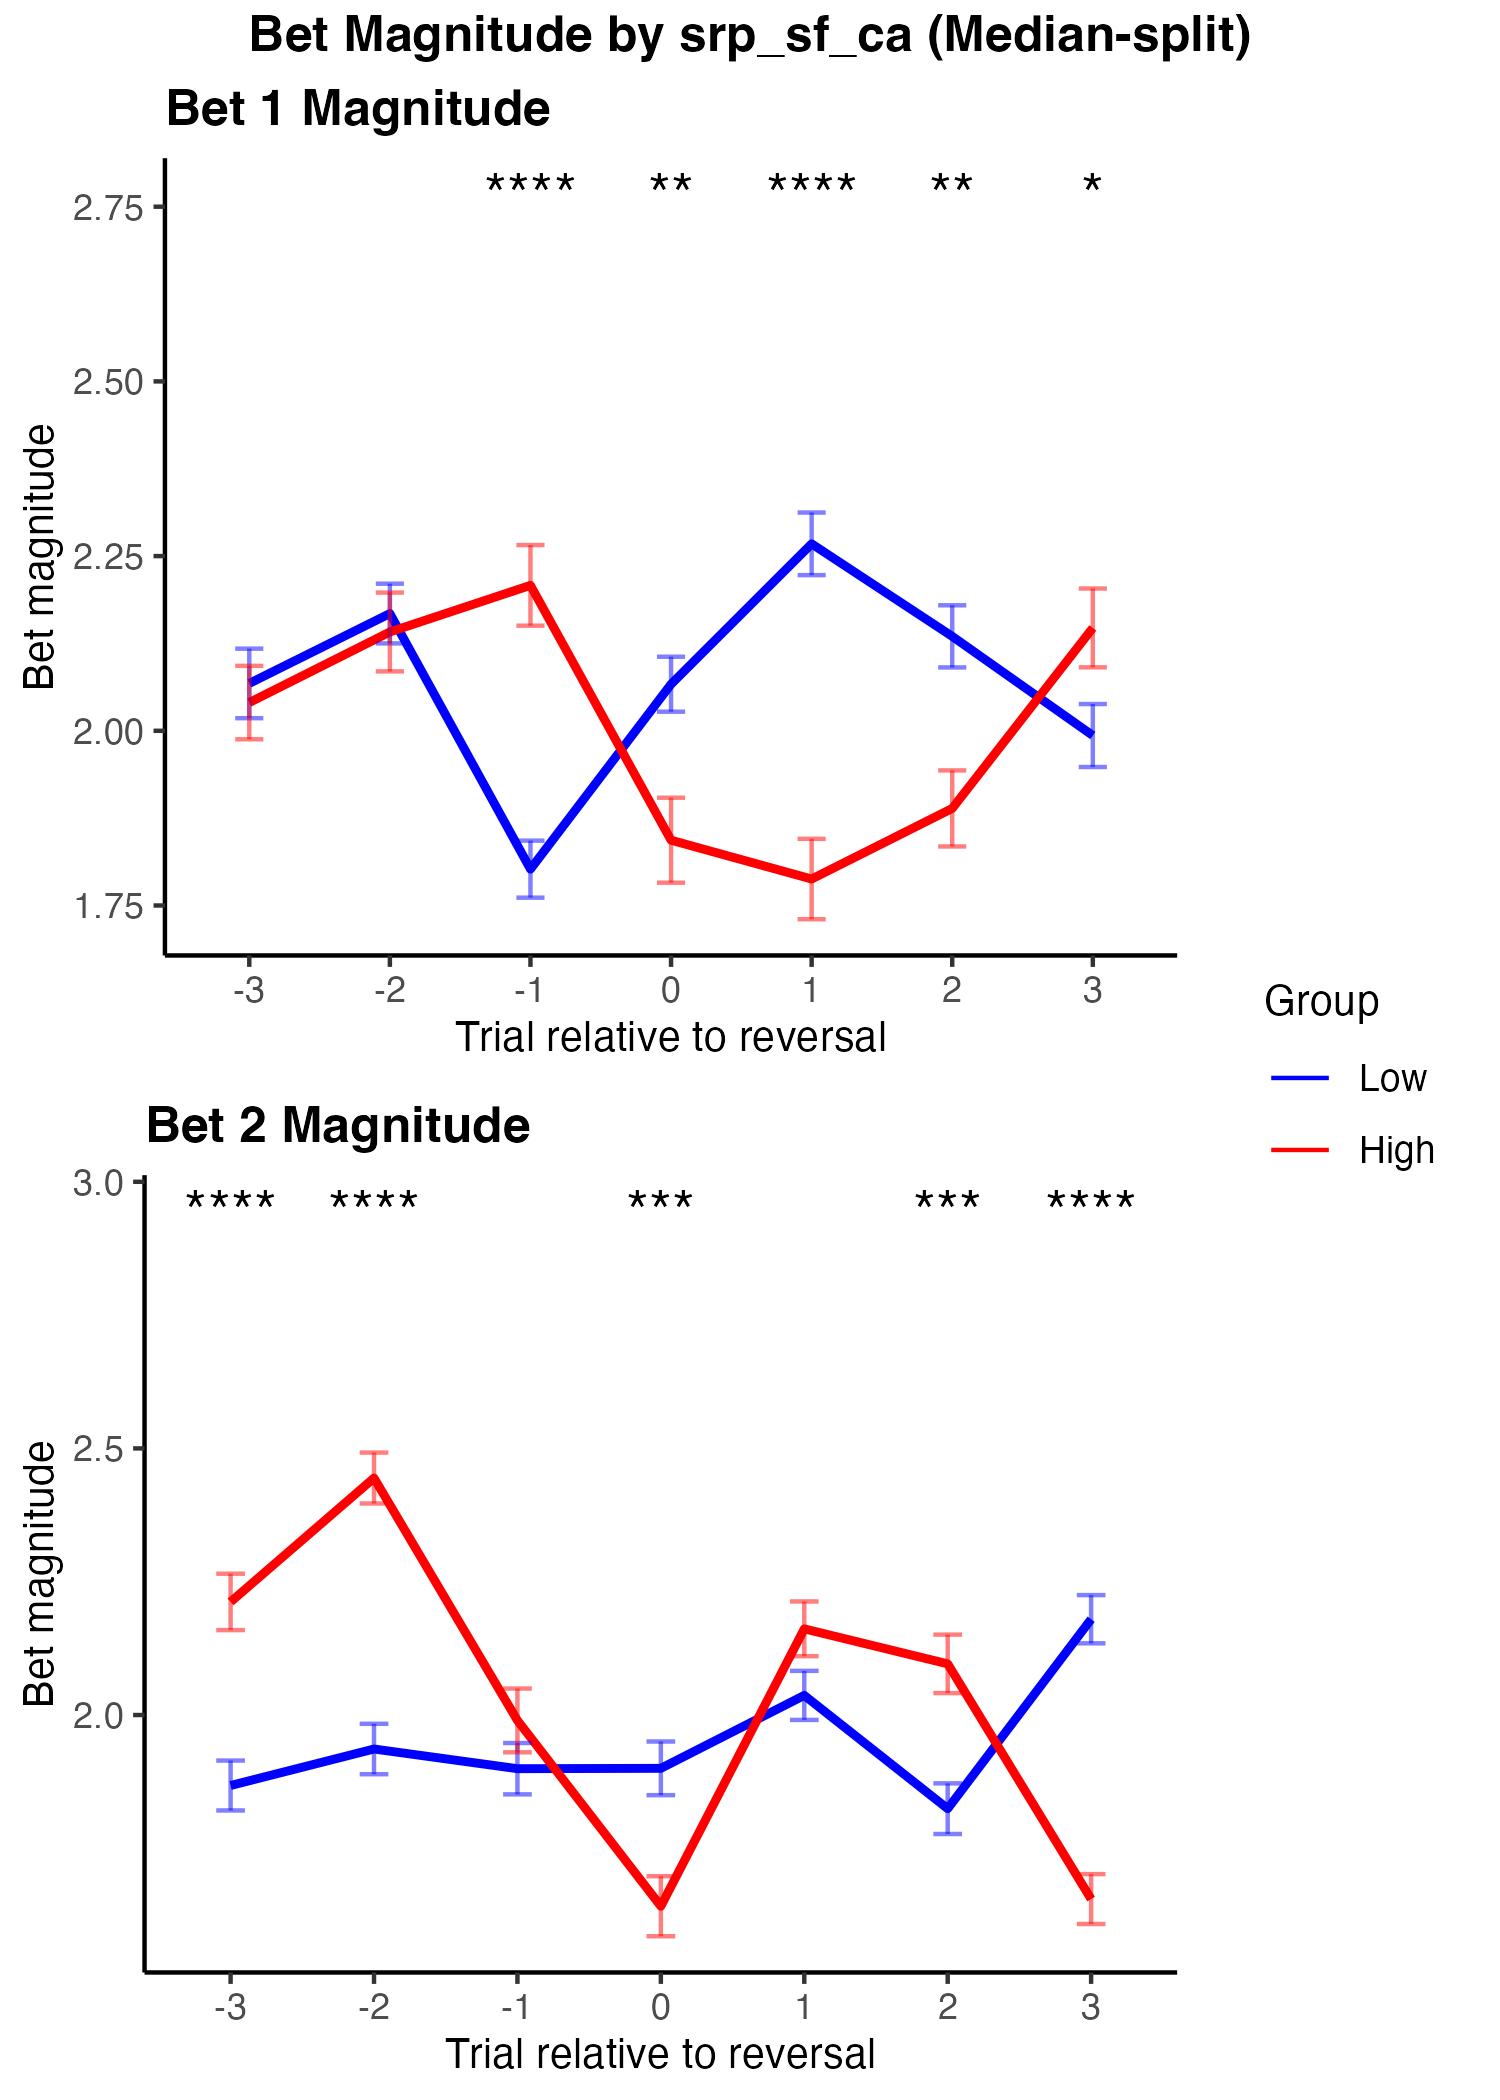 Bet Magnitude by srp_sf_ca (Median-split)
Bet 1 Magnitude
**** ** **** ** *
2.75
2.50
2.25
2.00
1.75
Bet magnitude
-3 -2 -1 0 1 2 3
Trial relative to reversal
Group
Low
High
Bet 2 Magnitude
**** **** *** *** ****
3.0
2.5
2.0
Bet magnitude
-3 -2 -1 0 1 2 3
Trial relative to reversal